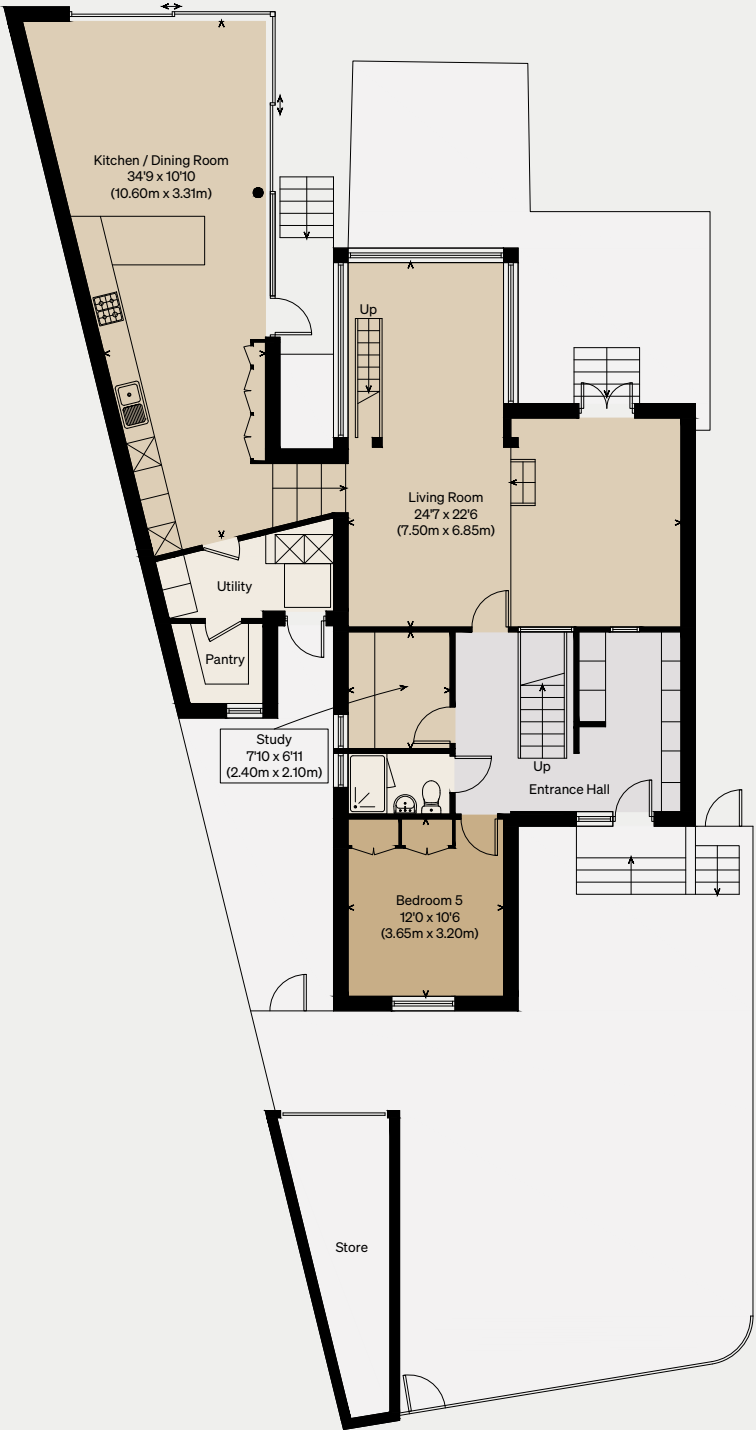 Kitchen / Dining Room
34'9 x 10'10
(10.60m x 3.31m)
Up
Living Room
24'7 x 22'6
(7.50m x 6.85m)
Utility
Pantry
Study
7'10 x 6'11
(2.40m x 2.10m)
Up
Entrance Hall
Bedroom 5
12'0 x 10'6
(3.65m x 3.20m)
Store